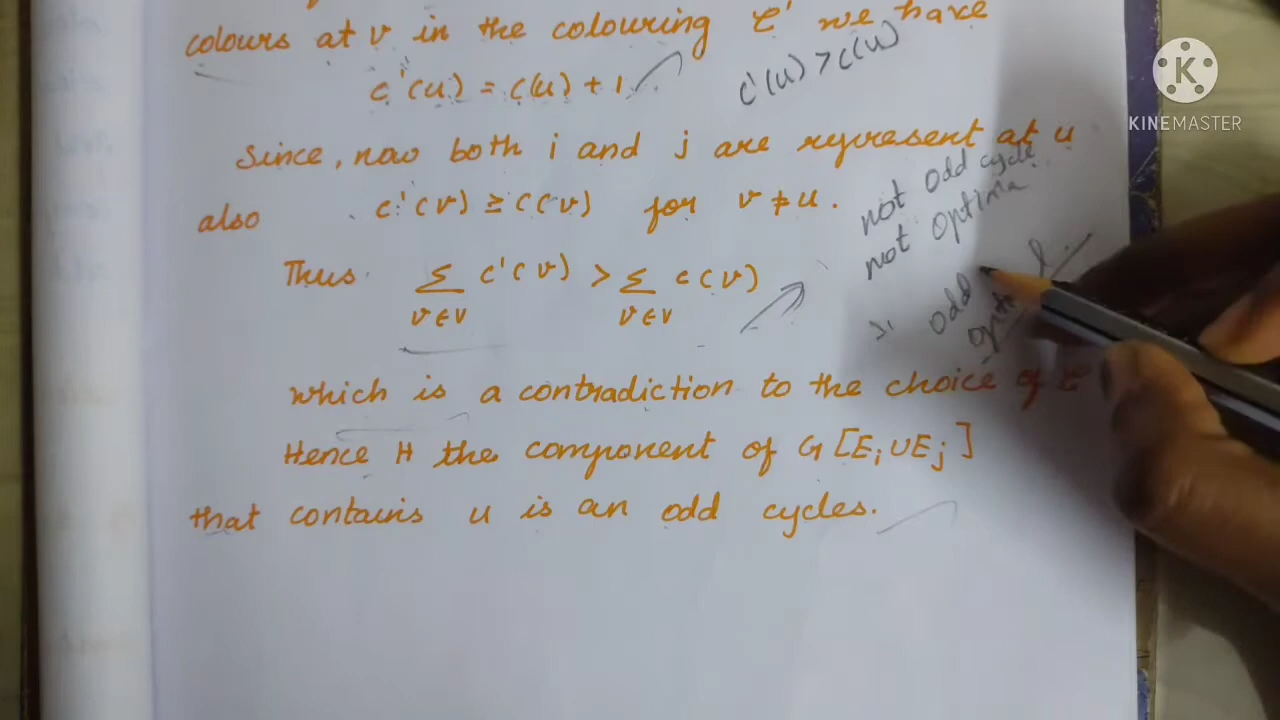 colours at v in the colouring C' we have
c'(u) = c(u) + 1
c'(u) > c(u)
K
KINEMASTER
Since, now both i and j are represent at u
also c'(v) ≥ c(v) for v ≠ u.
not odd cycle
not optima
Thus Σ c'(v) > Σ c(v)
v∈V v∈V
odd
which is a contradiction to the choice of C
Hence H the component of G[Ei ∪ Ej]
that contains u is an odd cycles.